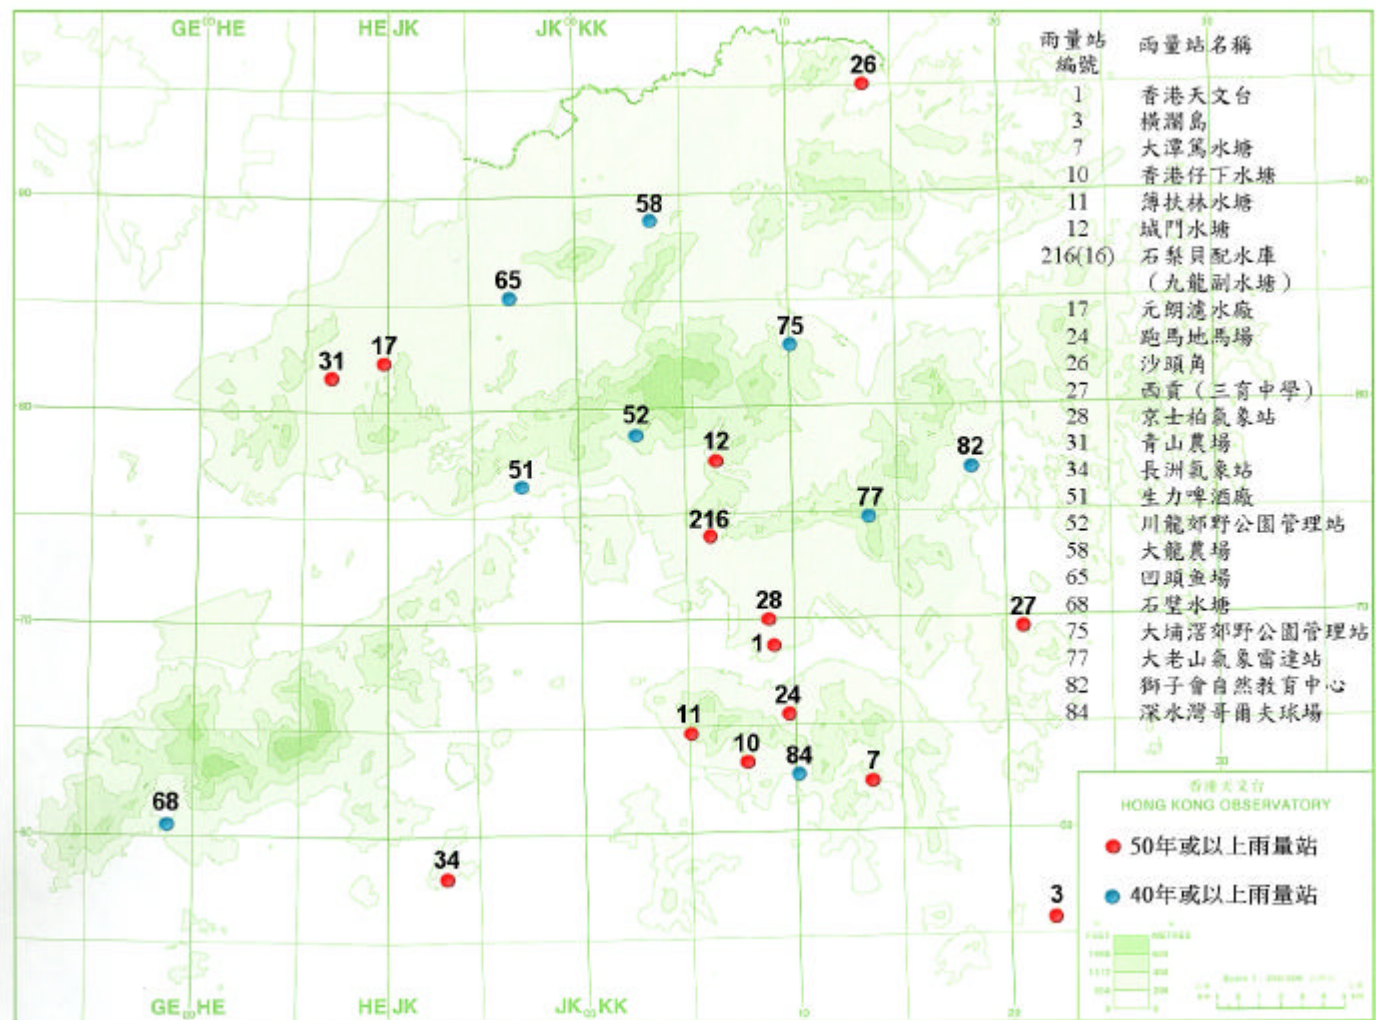 GE HE
HE JK
JK KK
10
雨量站
編號
雨量站名稱
1 香港天文台
3 橫瀾島
7 大潭篤水塘
10 香港仔下水塘
11 薄扶林水塘
12 城門水塘
216(16) 石梨貝配水庫
(九龍副水塘)
17 元朗濾水廠
24 跑馬地馬場
26 沙頭角
27 西貢(三育中學)
28 京士柏氣象站
31 青山農場
34 長洲氣象站
51 生力啤酒廠
52 川龍郊野公園管理站
58 大龍農場
65 凹頭魚場
68 石壁水塘
75 大埔滘郊野公園管理站
77 大老山氣象雷達站
82 獅子會自然教育中心
84 深水灣哥爾夫球場
26
58
65
75
17
31
52
12
82
51
77
216
28
27
1
24
11
10
84
7
68
34
3
香港天文台
HONG KONG OBSERVATORY
50年或以上雨量站
40年或以上雨量站
FEET METRES
GE HE
HE JK
JK KK
10
20